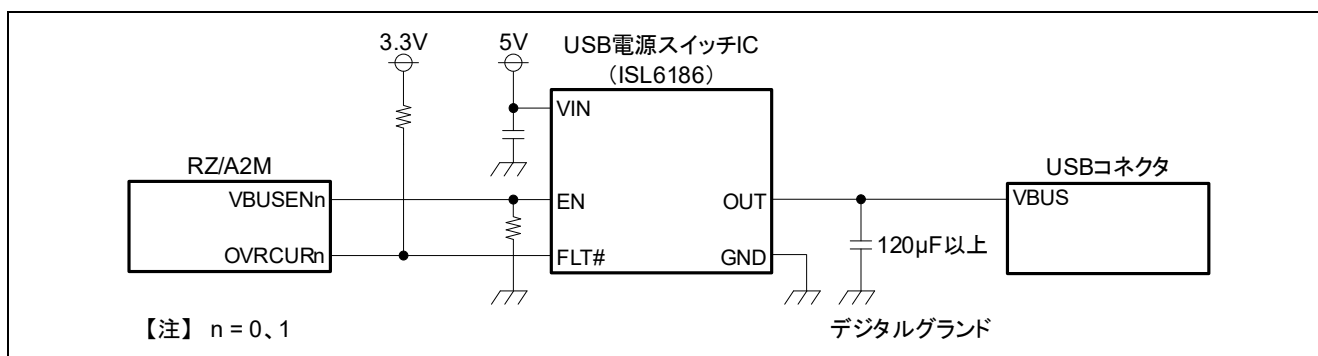 3.3V
5V
USB電源スイッチIC
（ISL6186）
VIN
RZ/A2M
USBコネクタ
VBUSENn
EN
OUT
VBUS
120µF以上
OVRCURn
FLT#
GND
【注】 n = 0、1
デジタルグランド